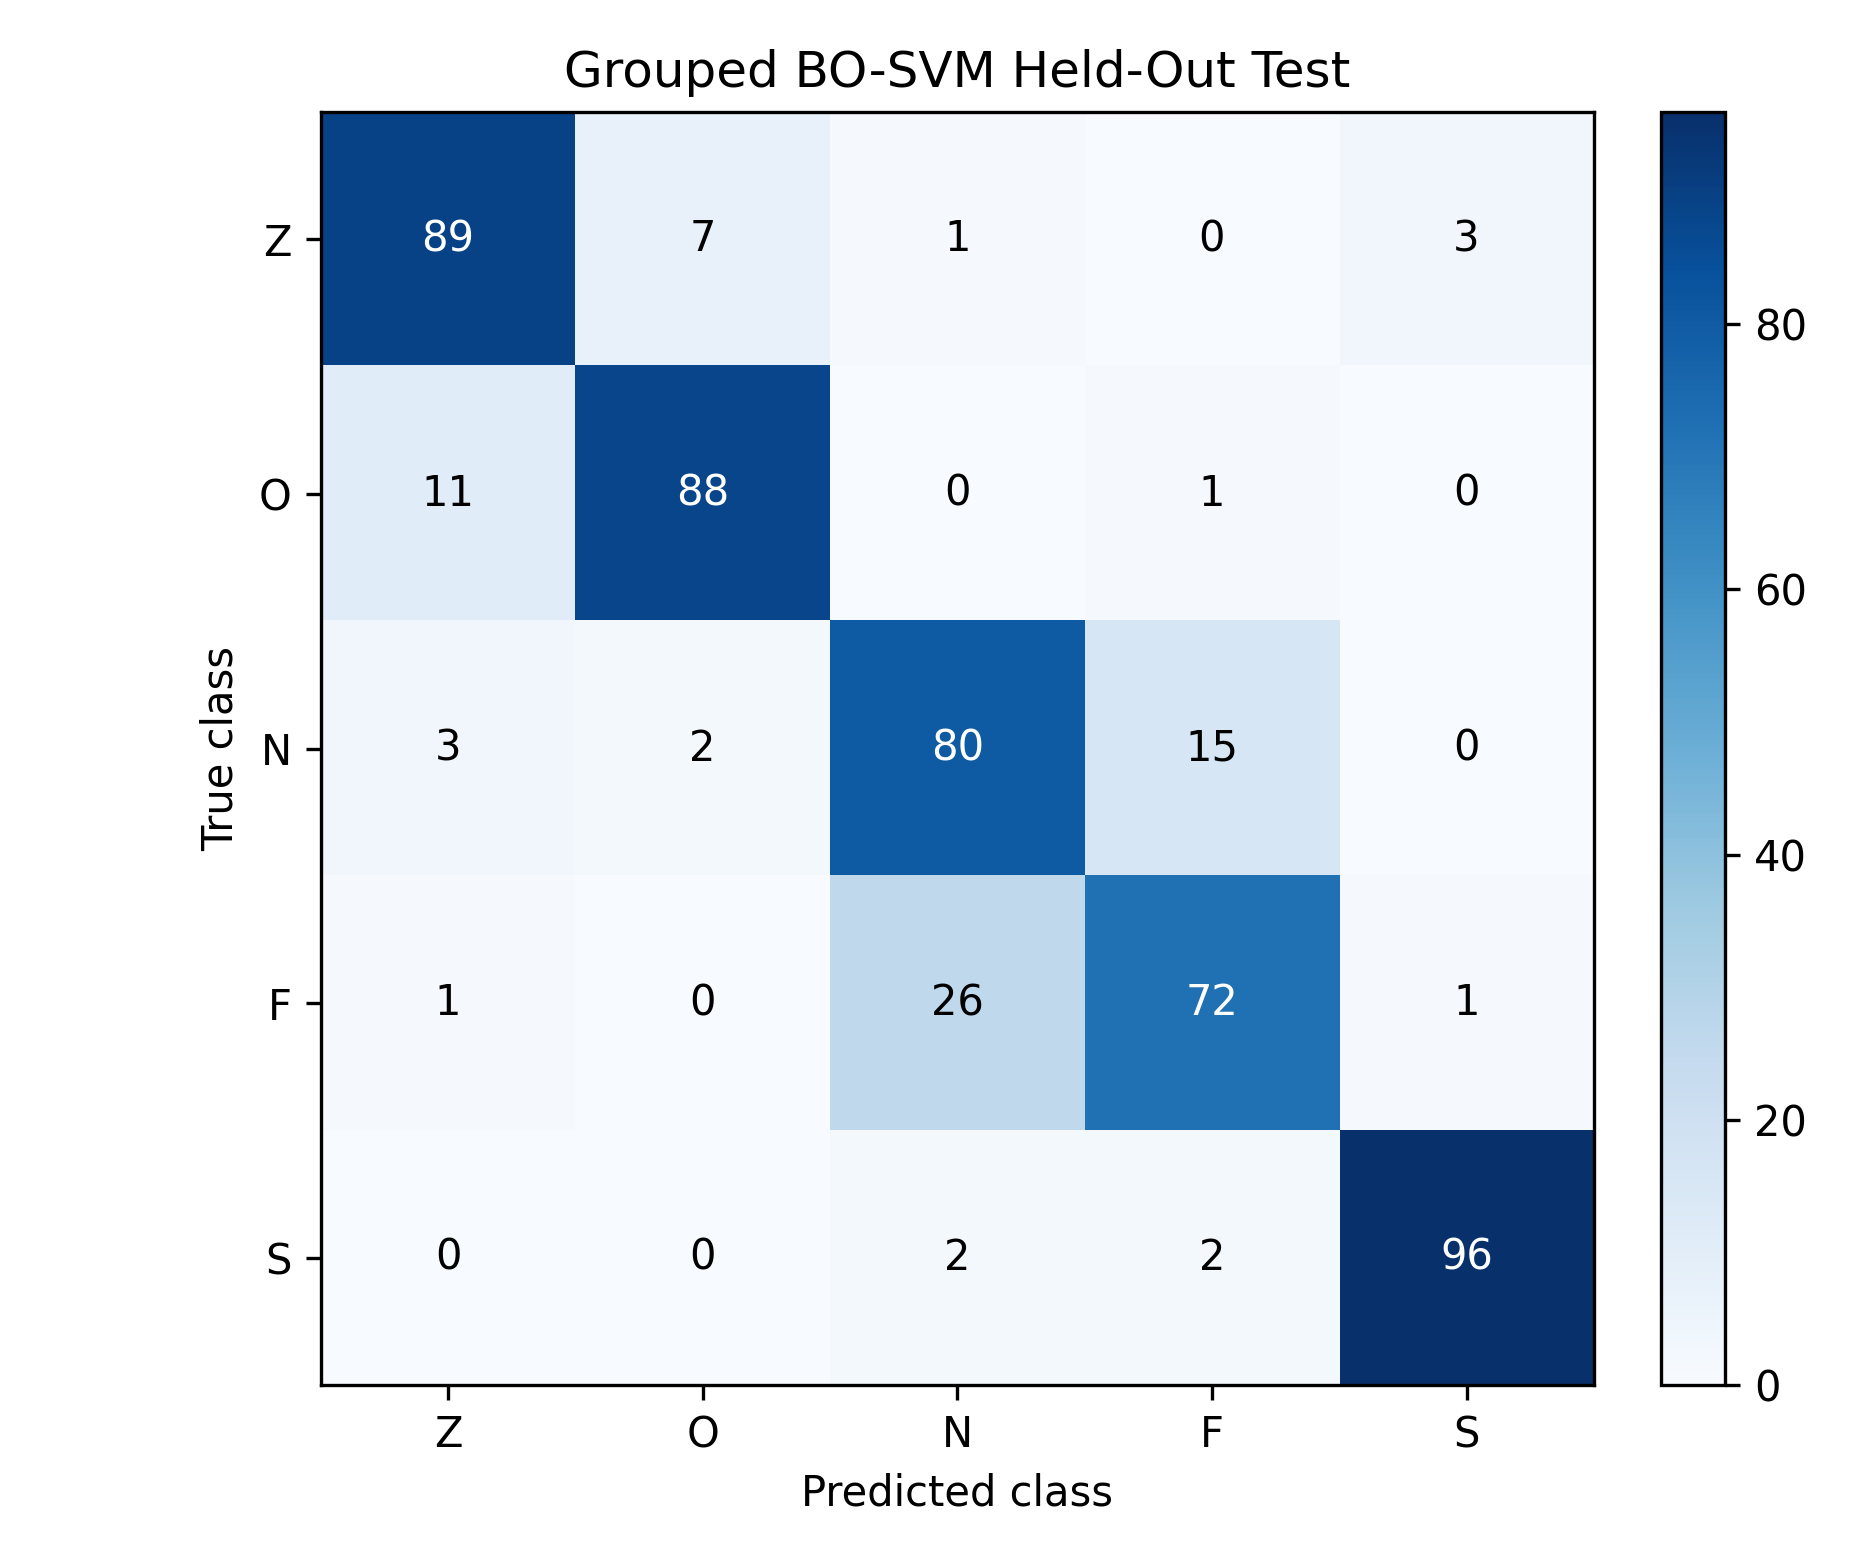 Grouped BO-SVM Held-Out Test
Z 89 7 1 0 3
O 11 88 0 1 0
N 3 2 80 15 0
F 1 0 26 72 1
S 0 0 2 2 96
Z O N F S
Predicted class
True class
80
60
40
20
0